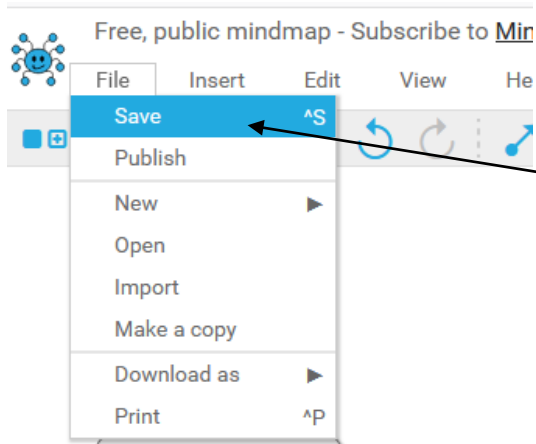 Free, public mindmap - Subscribe to
File Insert Edit View
Save ^S
Publish
New
Open
Import
Make a copy
Download as
Print ^P